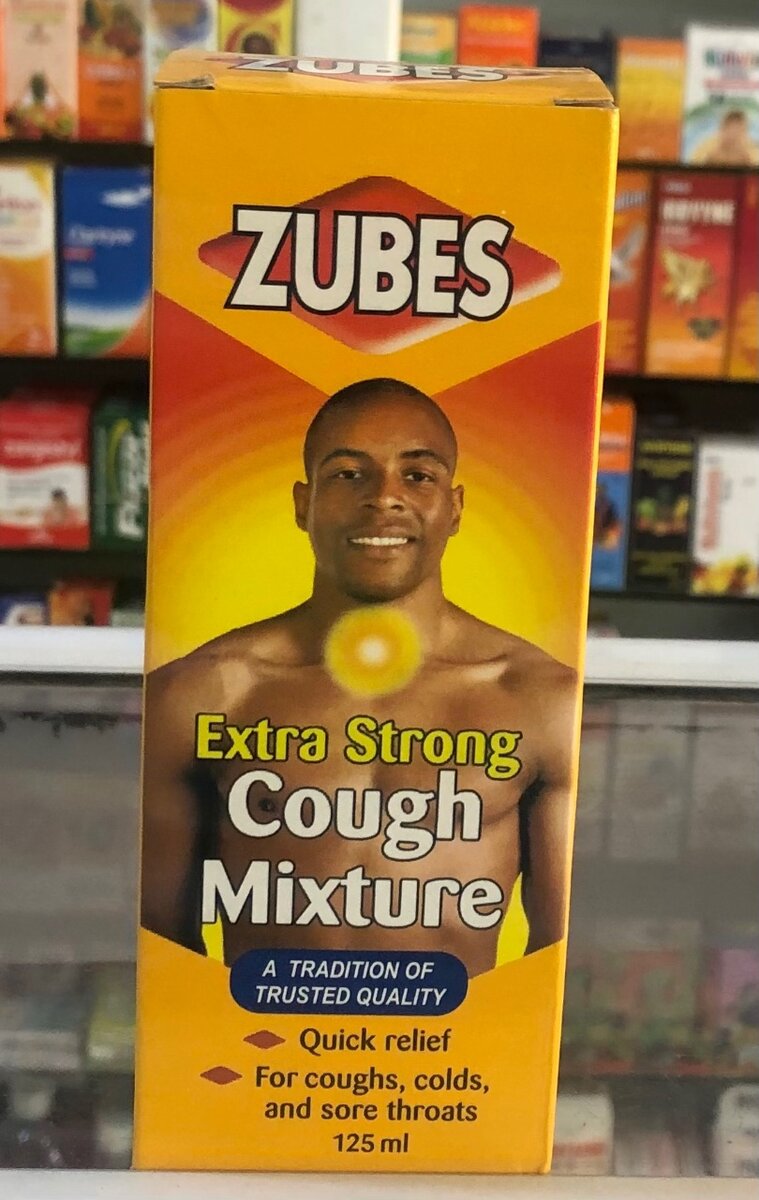 ZUBES
ZUBES
Extra Strong
Cough
Mixture
A TRADITION OF
TRUSTED QUALITY
Quick relief
For coughs, colds,
and sore throats
125 ml